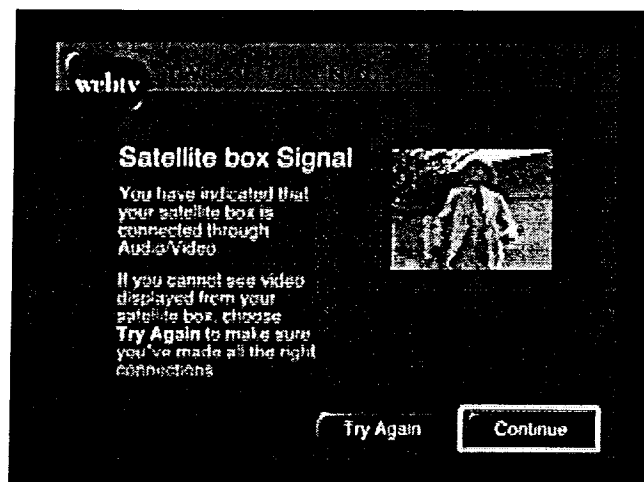 webtv
Satellite box Signal
You have indicated that
your satellite box is
connected through
Audio/Video
If you cannot see video
displayed from your
satellite box, choose
Try Again to make sure
you've made all the right
connections
Try Again
Continue